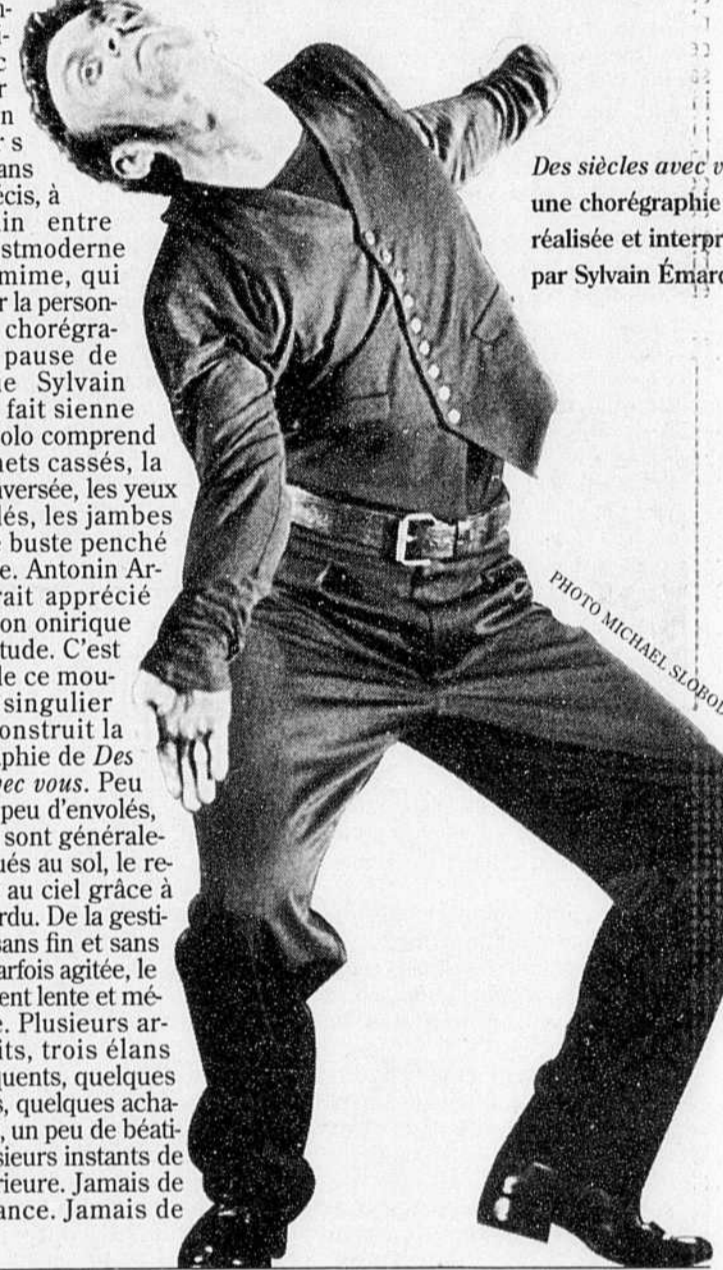 n-
i-
c
r
n
r s
ans
écis, à
in entre
stmoderne
mime, qui
r la person-
chorégra-
pause de
e Sylvain
fait sienne
olo comprend
nets cassés, la
versée, les yeux
lés, les jambes
e buste penché
e. Antonin Ar-
rait apprécié
on onirique
tude. C'est
le ce mou-
singulier
onstruit la
phie de Des
vec vous. Peu
peu d'envolés,
sont générale-
ués au sol, le re-
au ciel grâce à
rdu. De la gesti-
sans fin et sans
arfois agitée, le
ent lente et mé-
e. Plusieurs ar-
its, trois élans
quents, quelques
s, quelques acha-
, un peu de béati-
sieurs instants de
rieure. Jamais de
ance. Jamais de
Des siècles avec v
une chorégraphie
réalisée et interpr
par Sylvain Émard
PHOTO MICHAEL SLOBOD